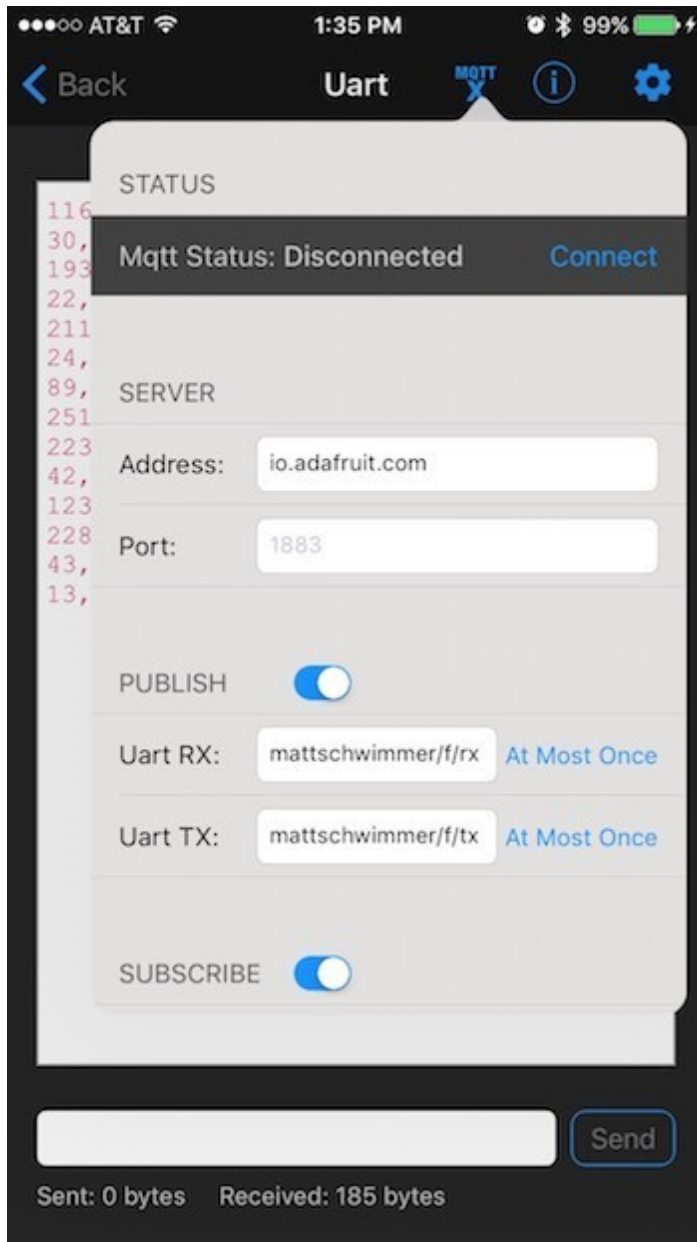 AT&T 1:35 PM 99%
Back Uart MQTT X i
STATUS
Mqtt Status: Disconnected Connect
SERVER
Address: io.adafruit.com
Port: 1883
PUBLISH
Uart RX: mattschwimmer/f/rx At Most Once
Uart TX: mattschwimmer/f/tx At Most Once
SUBSCRIBE
116
30,
193
22,
211
24,
89,
251
223
42,
123
228
43,
13,
Send
Sent: 0 bytes Received: 185 bytes